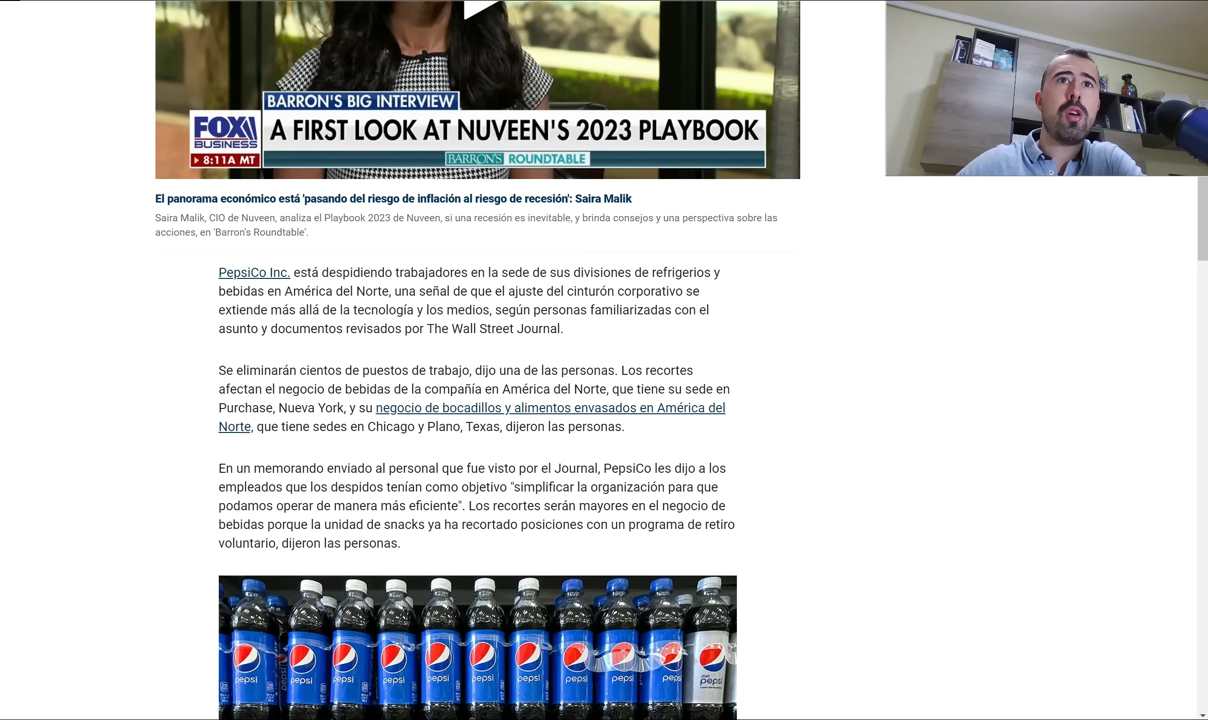 BARRON'S BIG INTERVIEW
FOX BUSINESS
A FIRST LOOK AT NUVEEN'S 2023 PLAYBOOK
8:11A MT
BARRON'S ROUNDTABLE
El panorama económico está 'pasando del riesgo de inflación al riesgo de recesión': Saira Malik
Saira Malik, CIO de Nuveen, analiza el Playbook 2023 de Nuveen, si una recesión es inevitable, y brinda consejos y una perspectiva sobre las
acciones, en 'Barron's Roundtable'.
PepsiCo Inc. está despidiendo trabajadores en la sede de sus divisiones de refrigerios y
bebidas en América del Norte, una señal de que el ajuste del cinturón corporativo se
extiende más allá de la tecnología y los medios, según personas familiarizadas con el
asunto y documentos revisados por The Wall Street Journal.
Se eliminarán cientos de puestos de trabajo, dijo una de las personas. Los recortes
afectan el negocio de bebidas de la compañía en América del Norte, que tiene su sede en
Purchase, Nueva York, y su negocio de bocadillos y alimentos envasados en América del
Norte, que tiene sedes en Chicago y Plano, Texas, dijeron las personas.
En un memorando enviado al personal que fue visto por el Journal, PepsiCo les dijo a los
empleados que los despidos tenían como objetivo "simplificar la organización para que
podamos operar de manera más eficiente". Los recortes serán mayores en el negocio de
bebidas porque la unidad de snacks ya ha recortado posiciones con un programa de retiro
voluntario, dijeron las personas.
pepsi pepsi pepsi pepsi pepsi pepsi pepsi pepsi pepsi pepsi diet pepsi